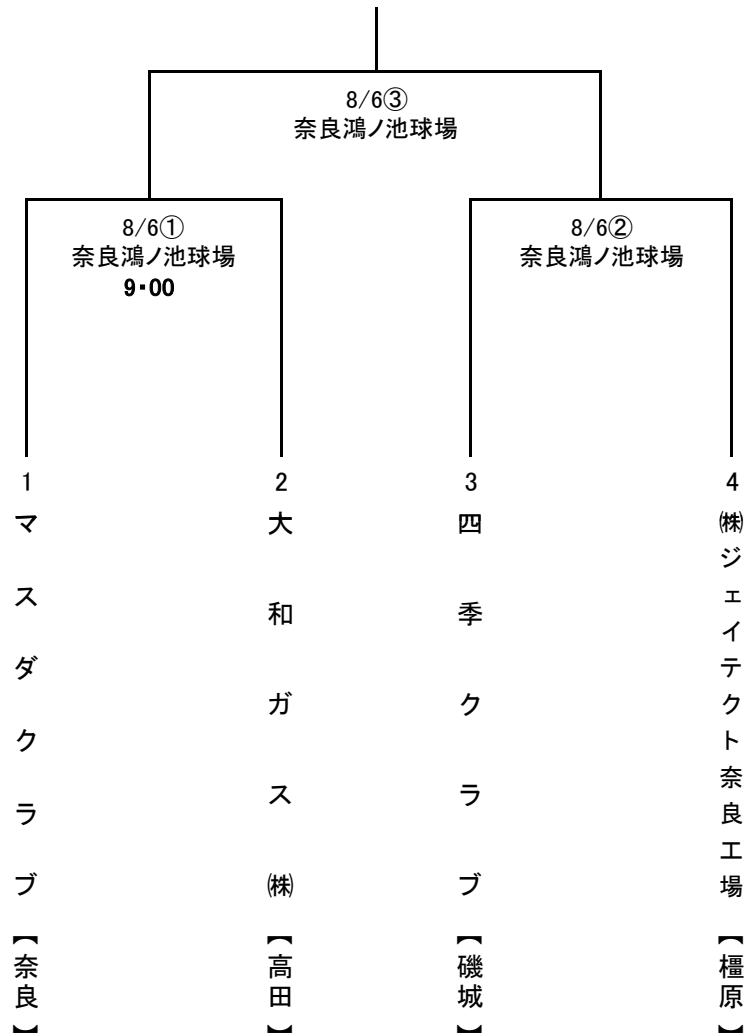 8/6③
奈良鴻ノ池球場
8/6①
奈良鴻ノ池球場
9:00
8/6②
奈良鴻ノ池球場
1
マスダクラブ【奈良】
2
大和ガス㈱【高田】
3
四季クラブ【磯城】
4
㈱ジェイテクト奈良工場【橿原】